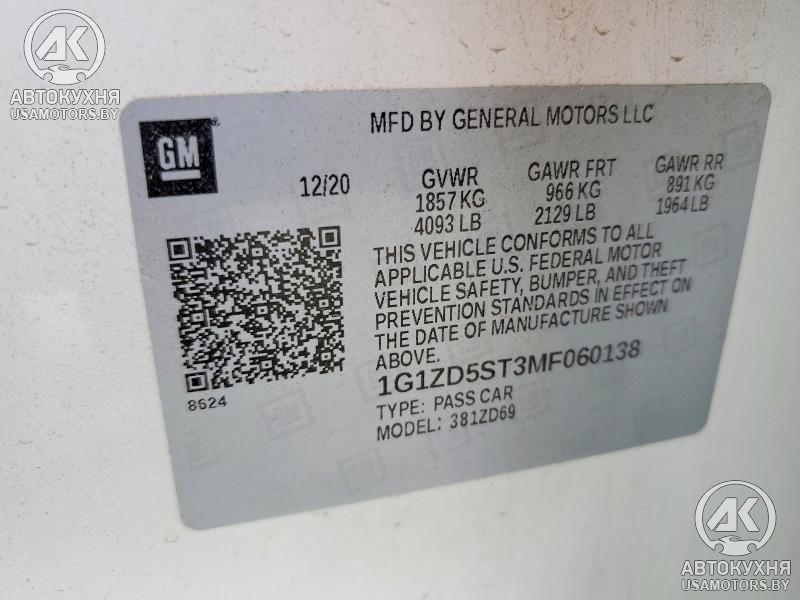 AK
АВТОКУХНЯ
USAMOTORS.BY
GM
MFD BY GENERAL MOTORS LLC
12/20
GVWR
1857 KG
4093 LB
GAWR FRT
966 KG
2129 LB
GAWR RR
891 KG
1964 LB
THIS VEHICLE CONFORMS TO ALL
APPLICABLE U.S. FEDERAL MOTOR
VEHICLE SAFETY, BUMPER, AND THEFT
PREVENTION STANDARDS IN EFFECT ON
THE DATE OF MANUFACTURE SHOWN
ABOVE.
8624
1G1ZD5ST3MF060138
TYPE: PASS CAR
MODEL: 381ZD69
AK
АВТОКУХНЯ
USAMOTORS.BY